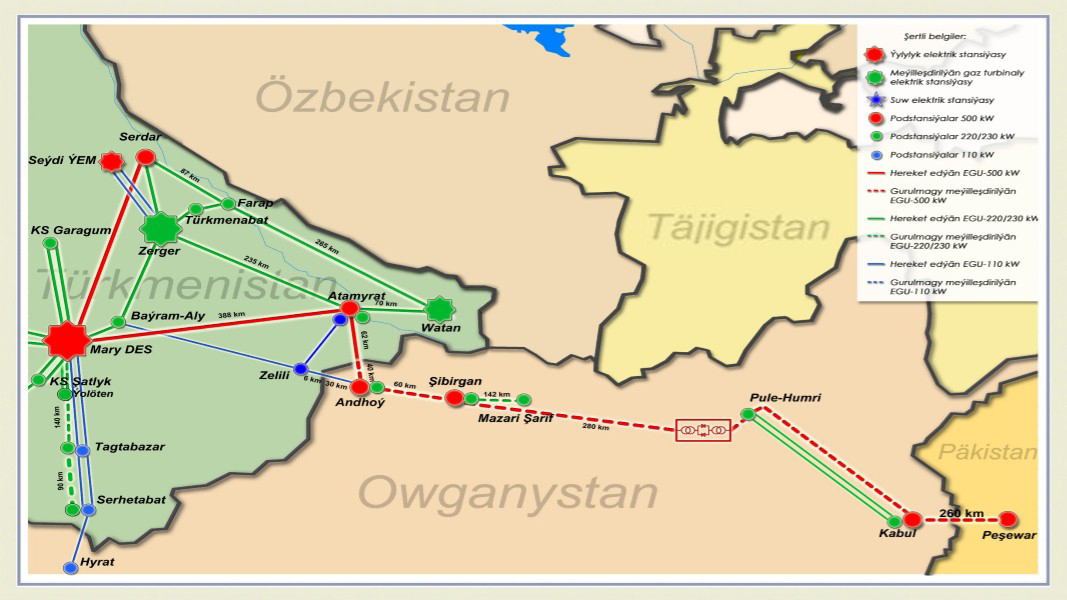 Özbekistan
Täjigistan
Türkmenistan
Owganystan
Päkistan
Serdar
Seýdi ÝEM
87 km
Farap
Türkmenabat
KS Garagum
Zerger
265 km
235 km
Atamyrat
70 km
Watan
Baýram-Aly
388 km
Mary DES
62 km
40 km
Zelili
6 km
30 km
Andhoý
60 km
Şibirgan
142 km
Mazari Şarif
280 km
Pule-Humri
KS Şatlyk
Ýolöten
140 km
Tagtabazar
90 km
Serhetabat
Hyrat
Kabul
260 km
Peşewar
Şertli belgiler:
Ýylylyk elektrik stansiýasy
Meýilleşdirilýän gaz turbinaly
elektrik stansiýasy
Suw elektrik stansiýasy
Podstansiýalar 500 kW
Podstansiýalar 220/230 kW
Podstansiýalar 110 kW
Hereket edýän EGU-500 kW
Gurulmagy meýilleşdirilýän
EGU-500 kW
Hereket edýän EGU-220/230 kW
Gurulmagy meýilleşdirilýän
EGU-220/230 kW
Hereket edýän EGU-110 kW
Gurulmagy meýilleşdirilýän
EGU-110 kW